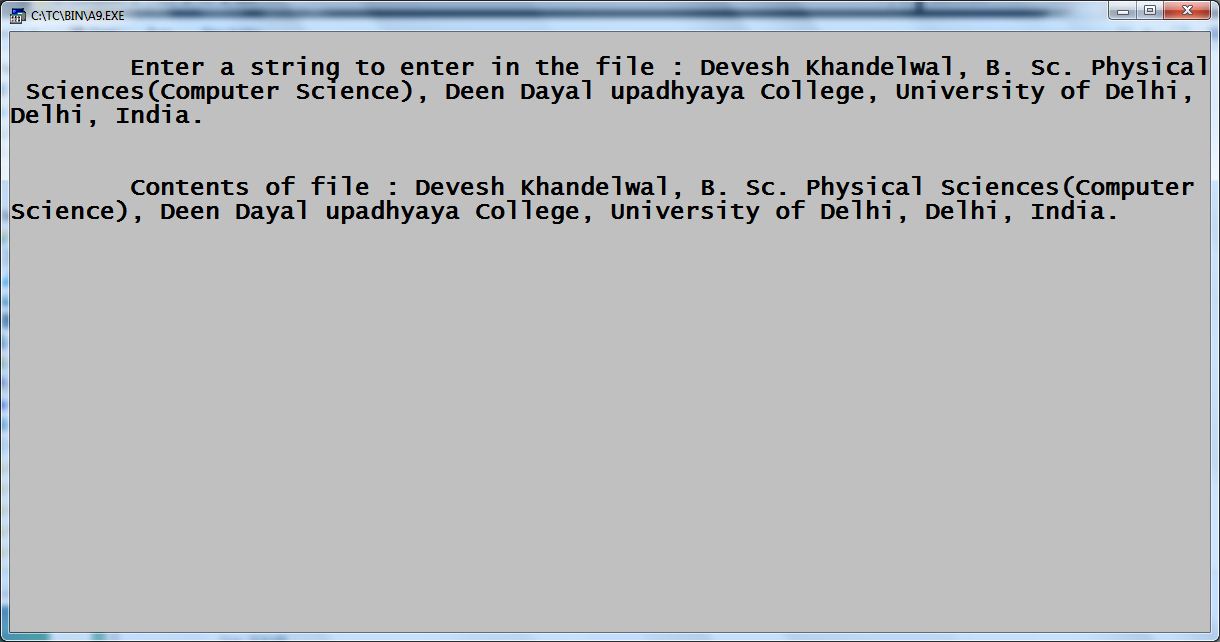 C:\TC\BIN\A9.EXE
Enter a string to enter in the file : Devesh Khandelwal, B. Sc. Physical
Sciences(Computer Science), Deen Dayal upadhyaya College, University of Delhi,
Delhi, India.
Contents of file : Devesh Khandelwal, B. Sc. Physical Sciences(Computer
Science), Deen Dayal upadhyaya College, University of Delhi, Delhi, India.